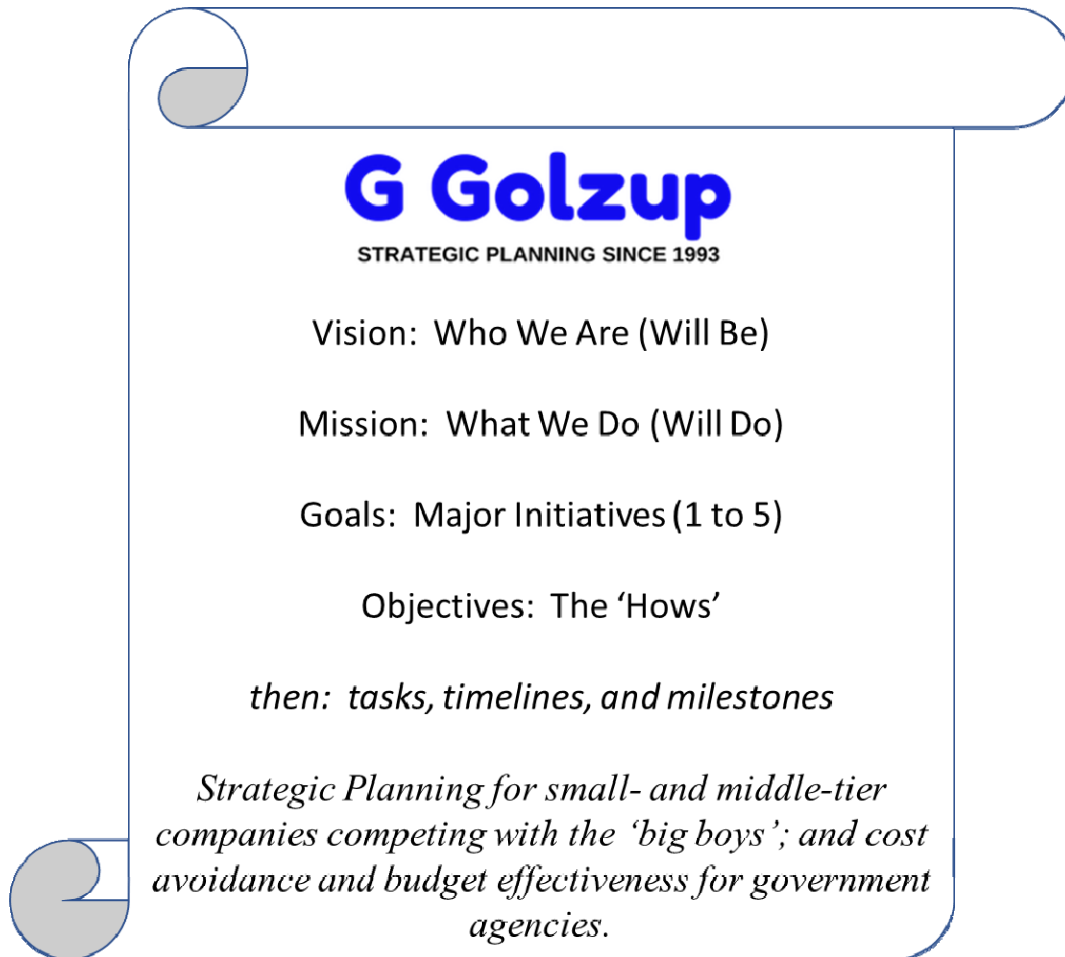 G Golzup
STRATEGIC PLANNING SINCE 1993
Vision:  Who We Are (Will Be)
Mission:  What We Do (Will Do)
Goals:  Major Initiatives (1 to 5)
Objectives:  The ‘Hows’
then:  tasks, timelines, and milestones
Strategic Planning for small- and middle-tier
companies competing with the ‘big boys’; and cost
avoidance and budget effectiveness for government
agencies.